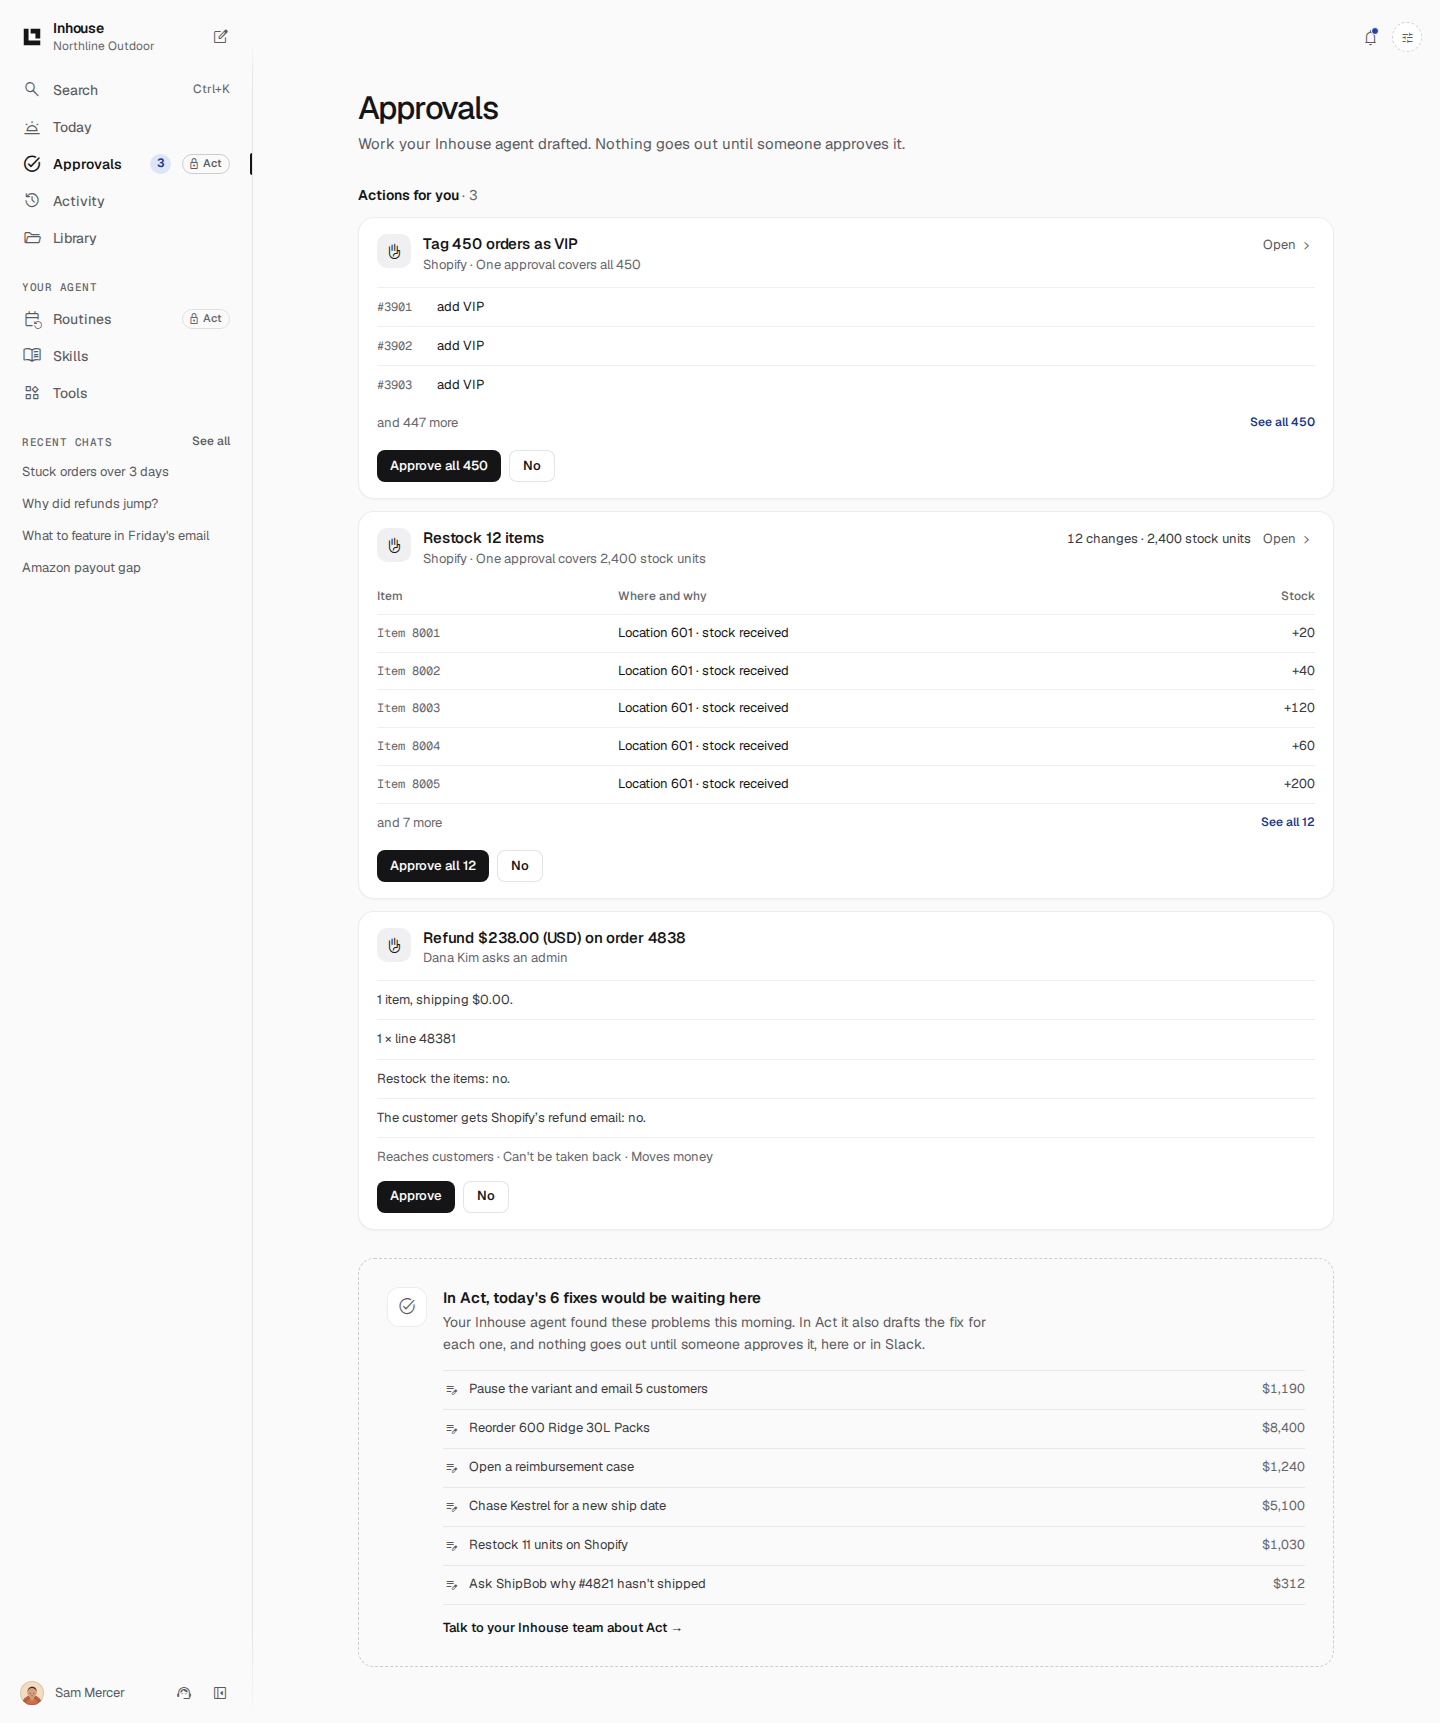 Inhouse
Northline Outdoor
Search Ctrl+K
Today
Approvals 3 Act
Activity
Library
YOUR AGENT
Routines Act
Skills
Tools
RECENT CHATS See all
Stuck orders over 3 days
Why did refunds jump?
What to feature in Friday's email
Amazon payout gap
Sam Mercer
Approvals
Work your Inhouse agent drafted. Nothing goes out until someone approves it.
Actions for you · 3
Tag 450 orders as VIP Open
Shopify · One approval covers all 450
#3901 add VIP
#3902 add VIP
#3903 add VIP
and 447 more See all 450
Approve all 450 No
Restock 12 items 12 changes · 2,400 stock units Open
Shopify · One approval covers 2,400 stock units
Item Where and why Stock
Item 8001 Location 601 · stock received +20
Item 8002 Location 601 · stock received +40
Item 8003 Location 601 · stock received +120
Item 8004 Location 601 · stock received +60
Item 8005 Location 601 · stock received +200
and 7 more See all 12
Approve all 12 No
Refund $238.00 (USD) on order 4838
Dana Kim asks an admin
1 item, shipping $0.00.
1 × line 48381
Restock the items: no.
The customer gets Shopify's refund email: no.
Reaches customers · Can't be taken back · Moves money
Approve No
In Act, today's 6 fixes would be waiting here
Your Inhouse agent found these problems this morning. In Act it also drafts the fix for
each one, and nothing goes out until someone approves it, here or in Slack.
Pause the variant and email 5 customers $1,190
Reorder 600 Ridge 30L Packs $8,400
Open a reimbursement case $1,240
Chase Kestrel for a new ship date $5,100
Restock 11 units on Shopify $1,030
Ask ShipBob why #4821 hasn't shipped $312
Talk to your Inhouse team about Act →